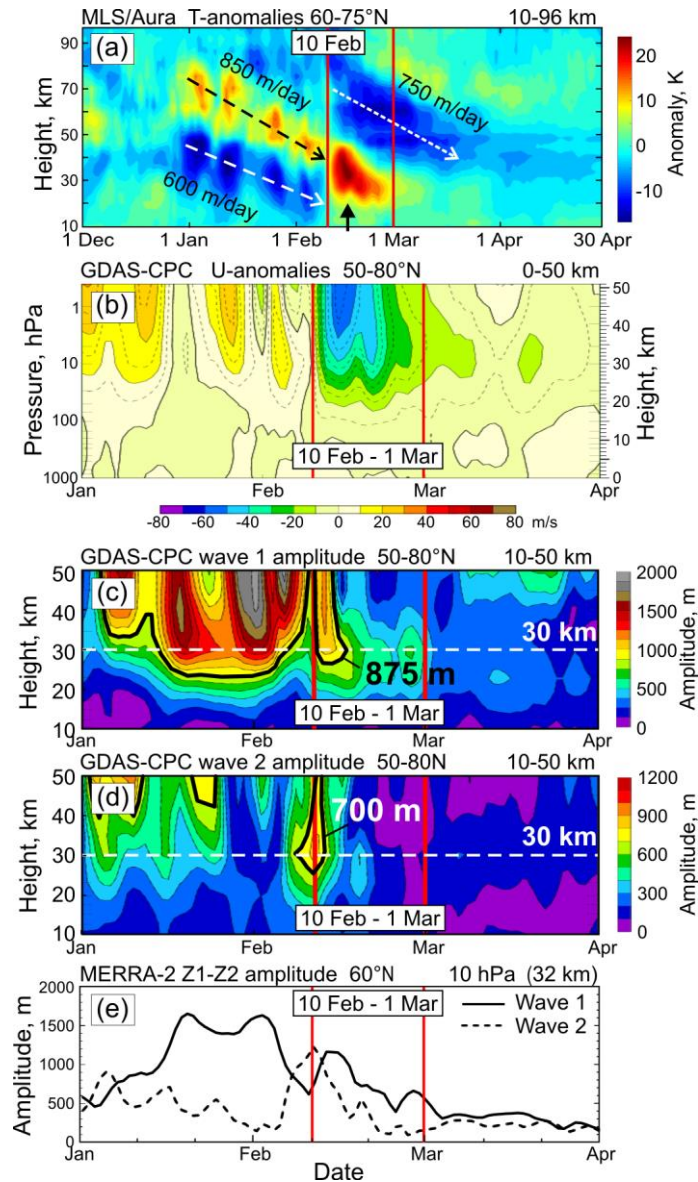 MLS/Aura T-anomalies 60-75°N 10-96 km
(a)
10 Feb
850 m/day
750 m/day
600 m/day
Height, km
90
70
50
30
10
1 Dec 1 Jan 1 Feb 1 Mar 1 Apr 30 Apr
20
10
0
-10
Anomaly, K
GDAS-CPC U-anomalies 50-80°N 0-50 km
(b)
Pressure, hPa
1
10
100
1000
50
40
30
20
10
0
Height, km
10 Feb - 1 Mar
Jan Feb Mar Apr
-80 -60 -40 -20 0 20 40 60 80 m/s
GDAS-CPC wave 1 amplitude 50-80°N 10-50 km
(c)
Height, km
50
40
30
20
10
30 km
875 m
10 Feb - 1 Mar
Jan Feb Mar Apr
2000
1500
1000
500
0
Amplitude, m
GDAS-CPC wave 2 amplitude 50-80N 10-50 km
(d)
Height, km
50
40
30
20
10
700 m
30 km
10 Feb - 1 Mar
Jan Feb Mar Apr
1200
900
600
300
0
Amplitude, m
MERRA-2 Z1-Z2 amplitude 60°N 10 hPa (32 km)
(e)
10 Feb - 1 Mar
Wave 1
Wave 2
Amplitude, m
2000
1500
1000
500
0
Jan Feb Mar Apr
Date